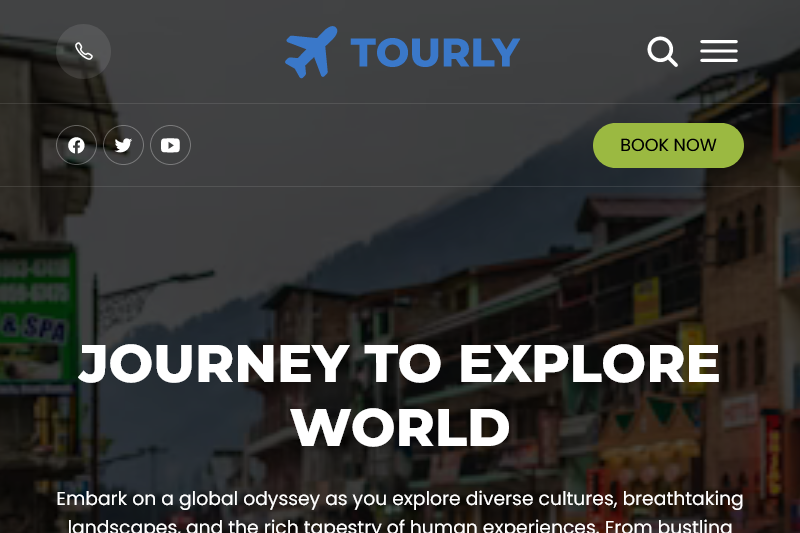 TOURLY
BOOK NOW
& SPA
JOURNEY TO EXPLORE
WORLD
Embark on a global odyssey as you explore diverse cultures, breathtaking
landscapes, and the rich tapestry of human experiences. From bustling